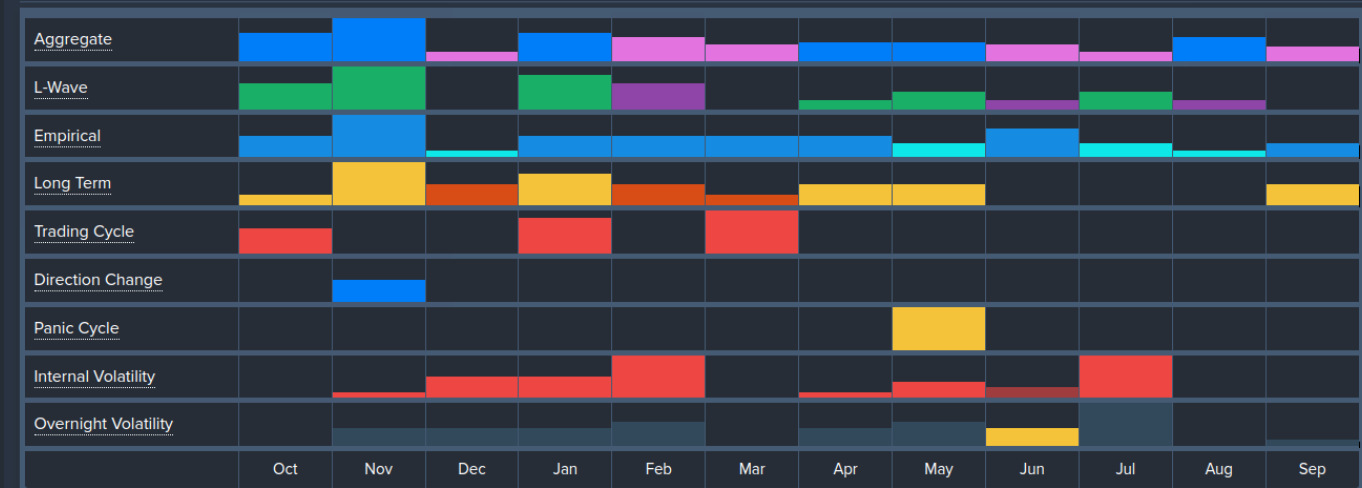 Aggregate
L-Wave
Empirical
Long Term
Trading Cycle
Direction Change
Panic Cycle
Internal Volatility
Overnight Volatility
Oct Nov Dec Jan Feb Mar Apr May Jun Jul Aug Sep